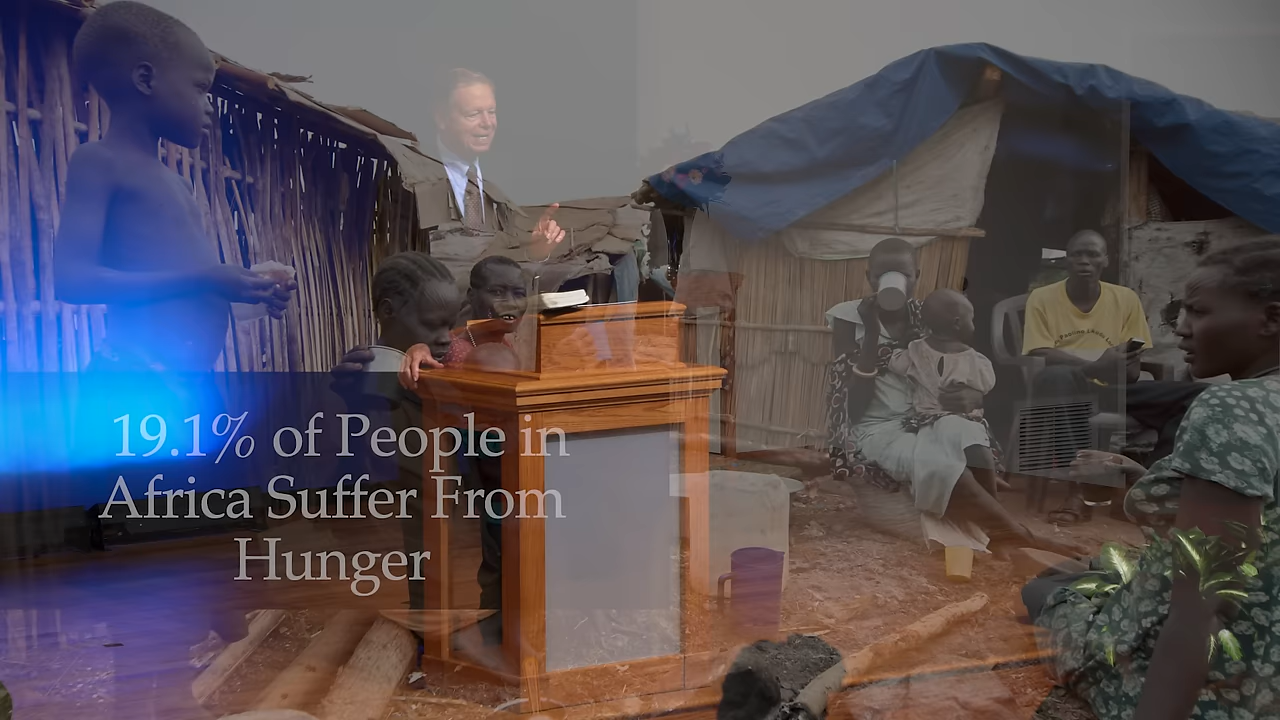 19.1% of People in
Africa Suffer From
Hunger